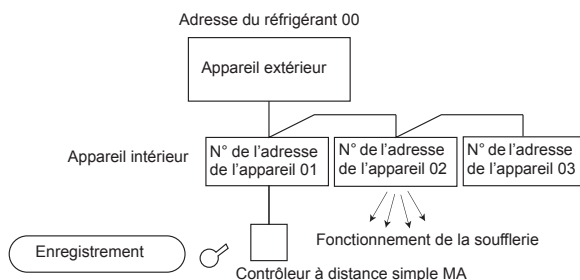 Adresse du réfrigérant 00
Appareil extérieur
Appareil intérieur
N° de l'adresse
de l'appareil 01
N° de l'adresse
de l'appareil 02
N° de l'adresse
de l'appareil 03
Enregistrement
Fonctionnement de la soufflerie
Contrôleur à distance simple MA